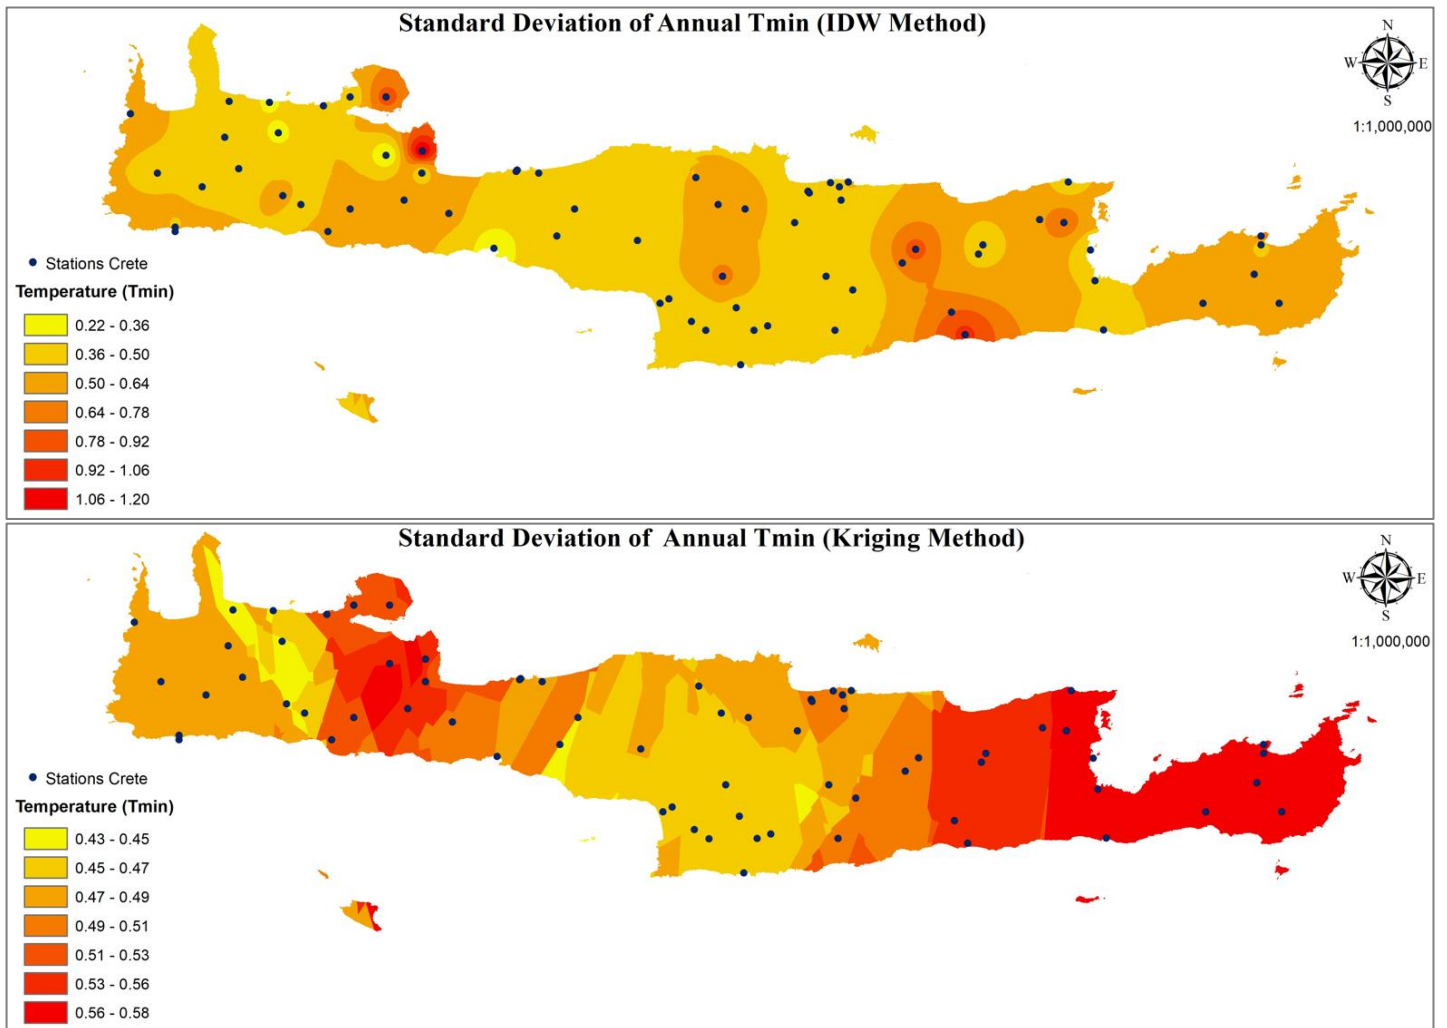 Standard Deviation of Annual Tmin (IDW Method)
N
W E
S
1:1,000,000
Stations Crete
Temperature (Tmin)
0.22 - 0.36
0.36 - 0.50
0.50 - 0.64
0.64 - 0.78
0.78 - 0.92
0.92 - 1.06
1.06 - 1.20
Standard Deviation of Annual Tmin (Kriging Method)
N
W E
S
1:1,000,000
Stations Crete
Temperature (Tmin)
0.43 - 0.45
0.45 - 0.47
0.47 - 0.49
0.49 - 0.51
0.51 - 0.53
0.53 - 0.56
0.56 - 0.58